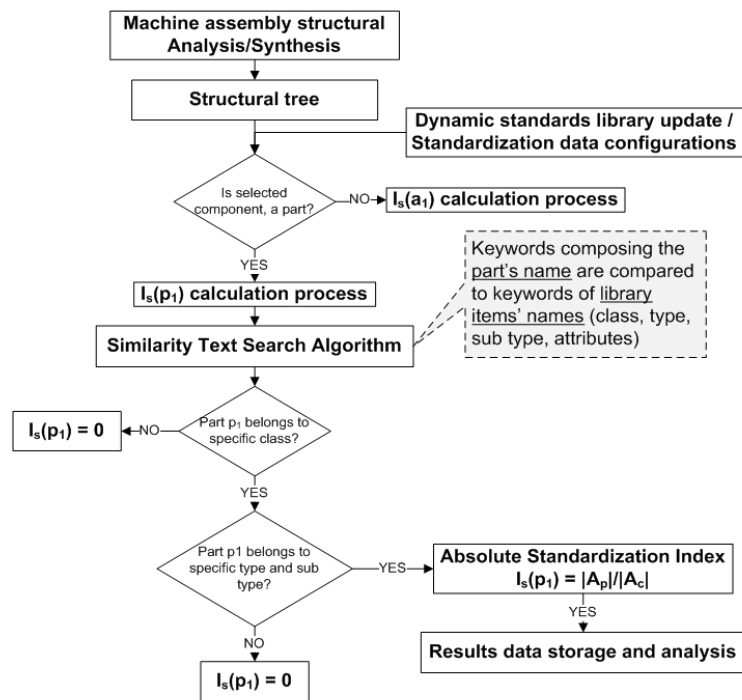 Machine assembly structural
Analysis/Synthesis
Structural tree
Dynamic standards library update /
Standardization data configurations
Is selected
component, a part?
NO
Iₛ(a₁) calculation process
YES
Iₛ(p₁) calculation process
Keywords composing the
part's name are compared
to keywords of library
items' names (class, type,
sub type, attributes)
Similarity Text Search Algorithm
Part p₁ belongs to
specific class?
NO
Iₛ(p₁) = 0
YES
Part p1 belongs to
specific type and sub
type?
YES
Absolute Standardization Index
Iₛ(p₁) = |Aₚ|/|A_c|
YES
Results data storage and analysis
NO
Iₛ(p₁) = 0